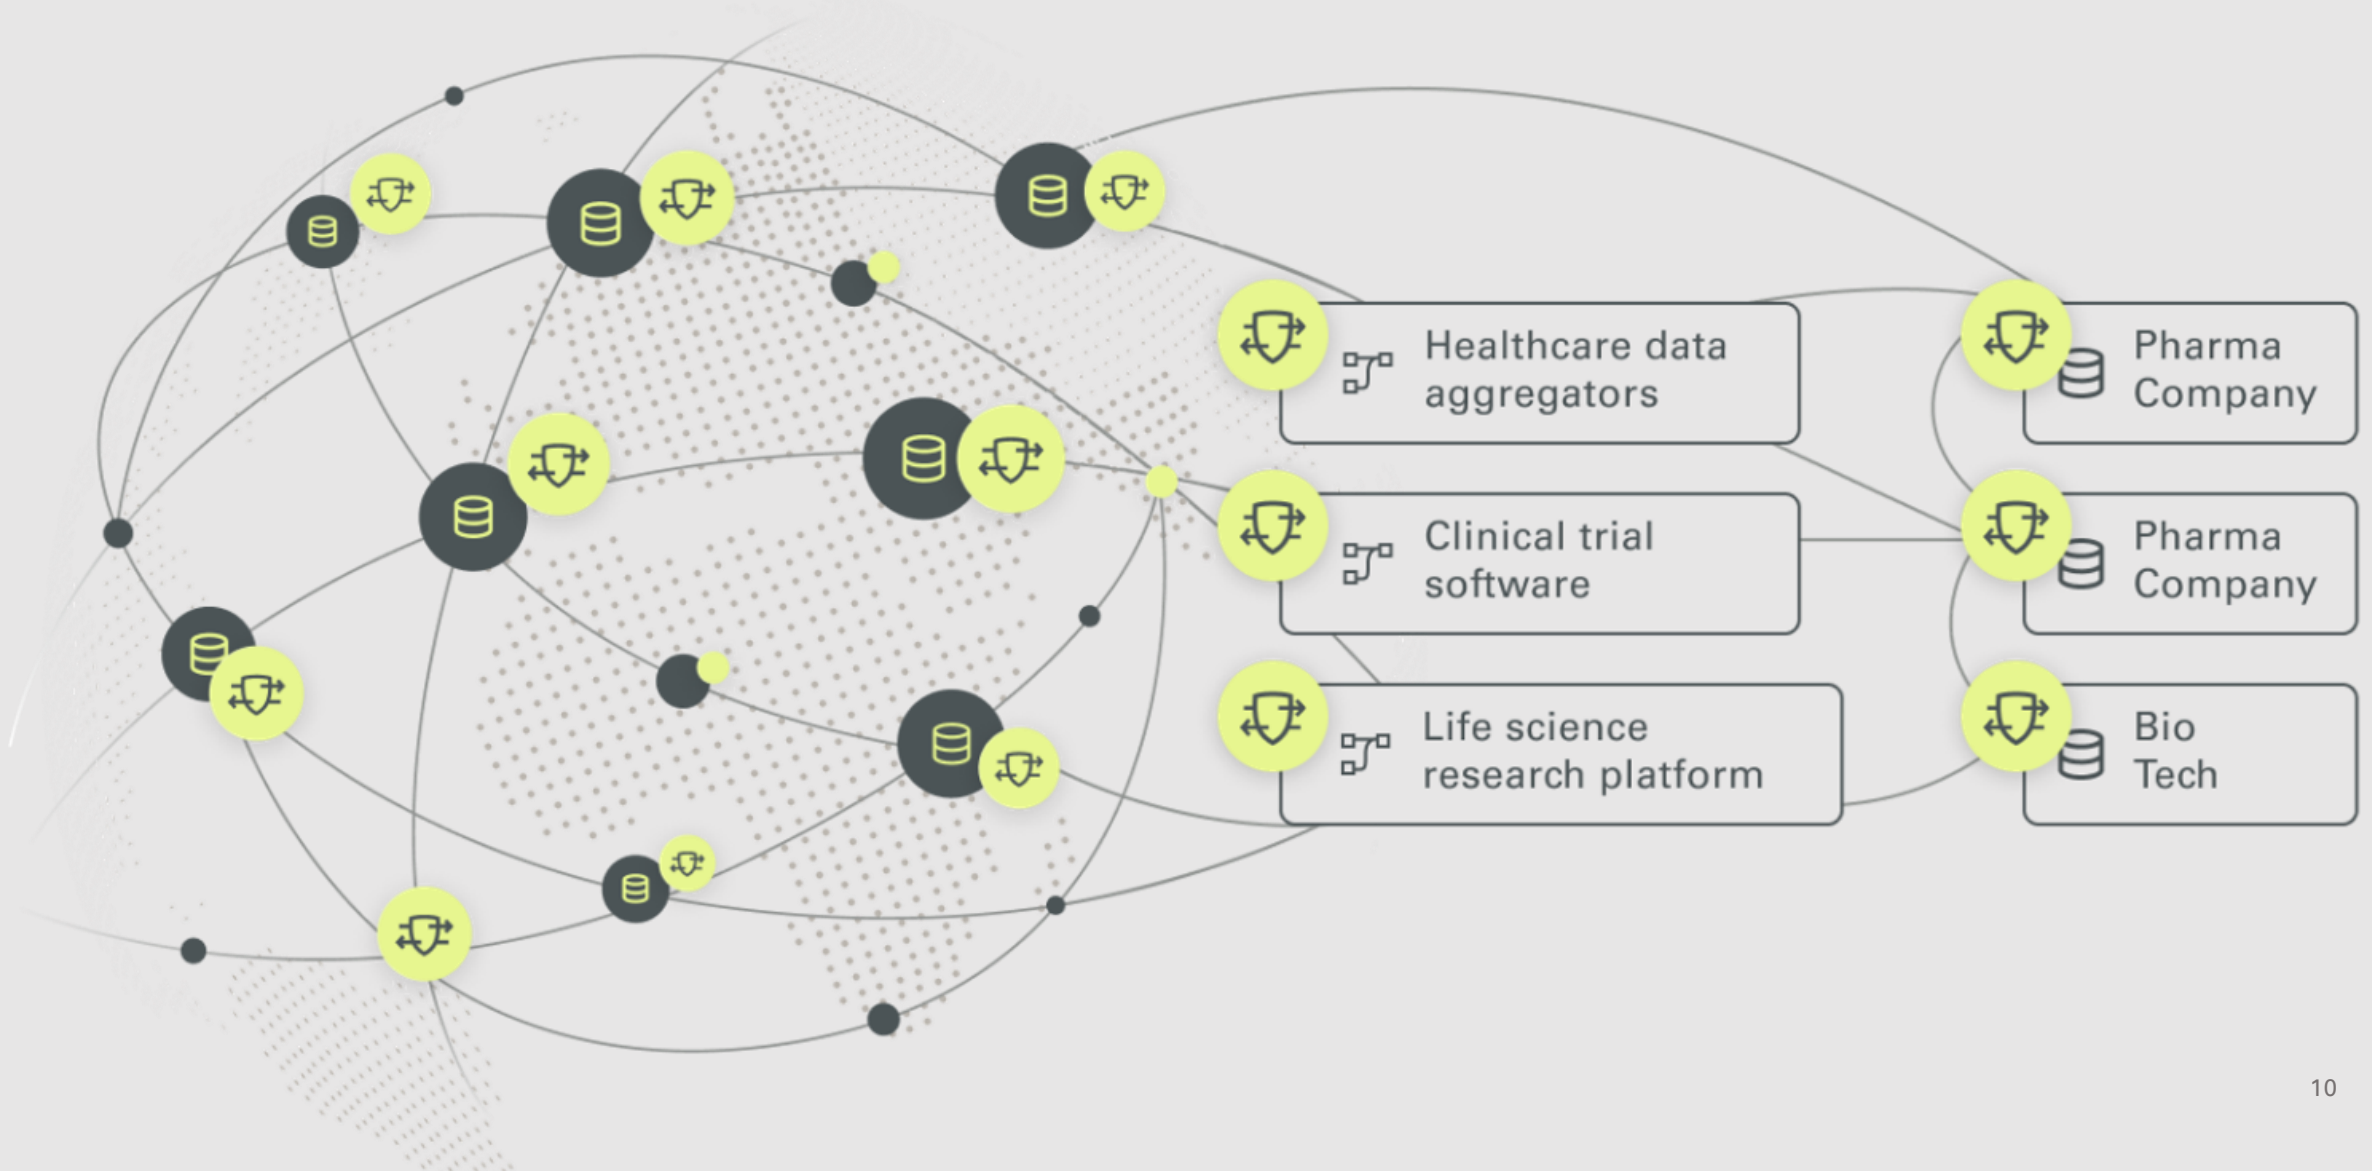 Healthcare data
aggregators
Pharma
Company
Clinical trial
software
Pharma
Company
Life science
research platform
Bio
Tech
10